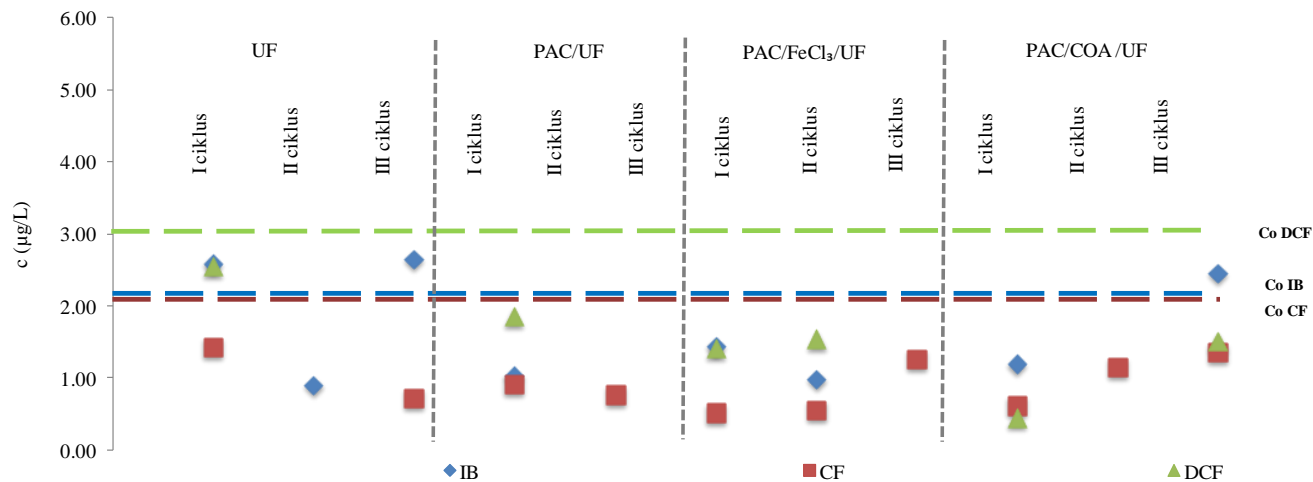 6.00
5.00
4.00
3.00
2.00
1.00
0.00
c (µg/L)
UF
PAC/UF
PAC/FeCl₃/UF
PAC/COA /UF
I ciklus
II ciklus
III ciklus
I ciklus
II ciklus
III ciklus
I ciklus
II ciklus
III ciklus
I ciklus
II ciklus
III ciklus
Co DCF
Co IB
Co CF
IB
CF
DCF